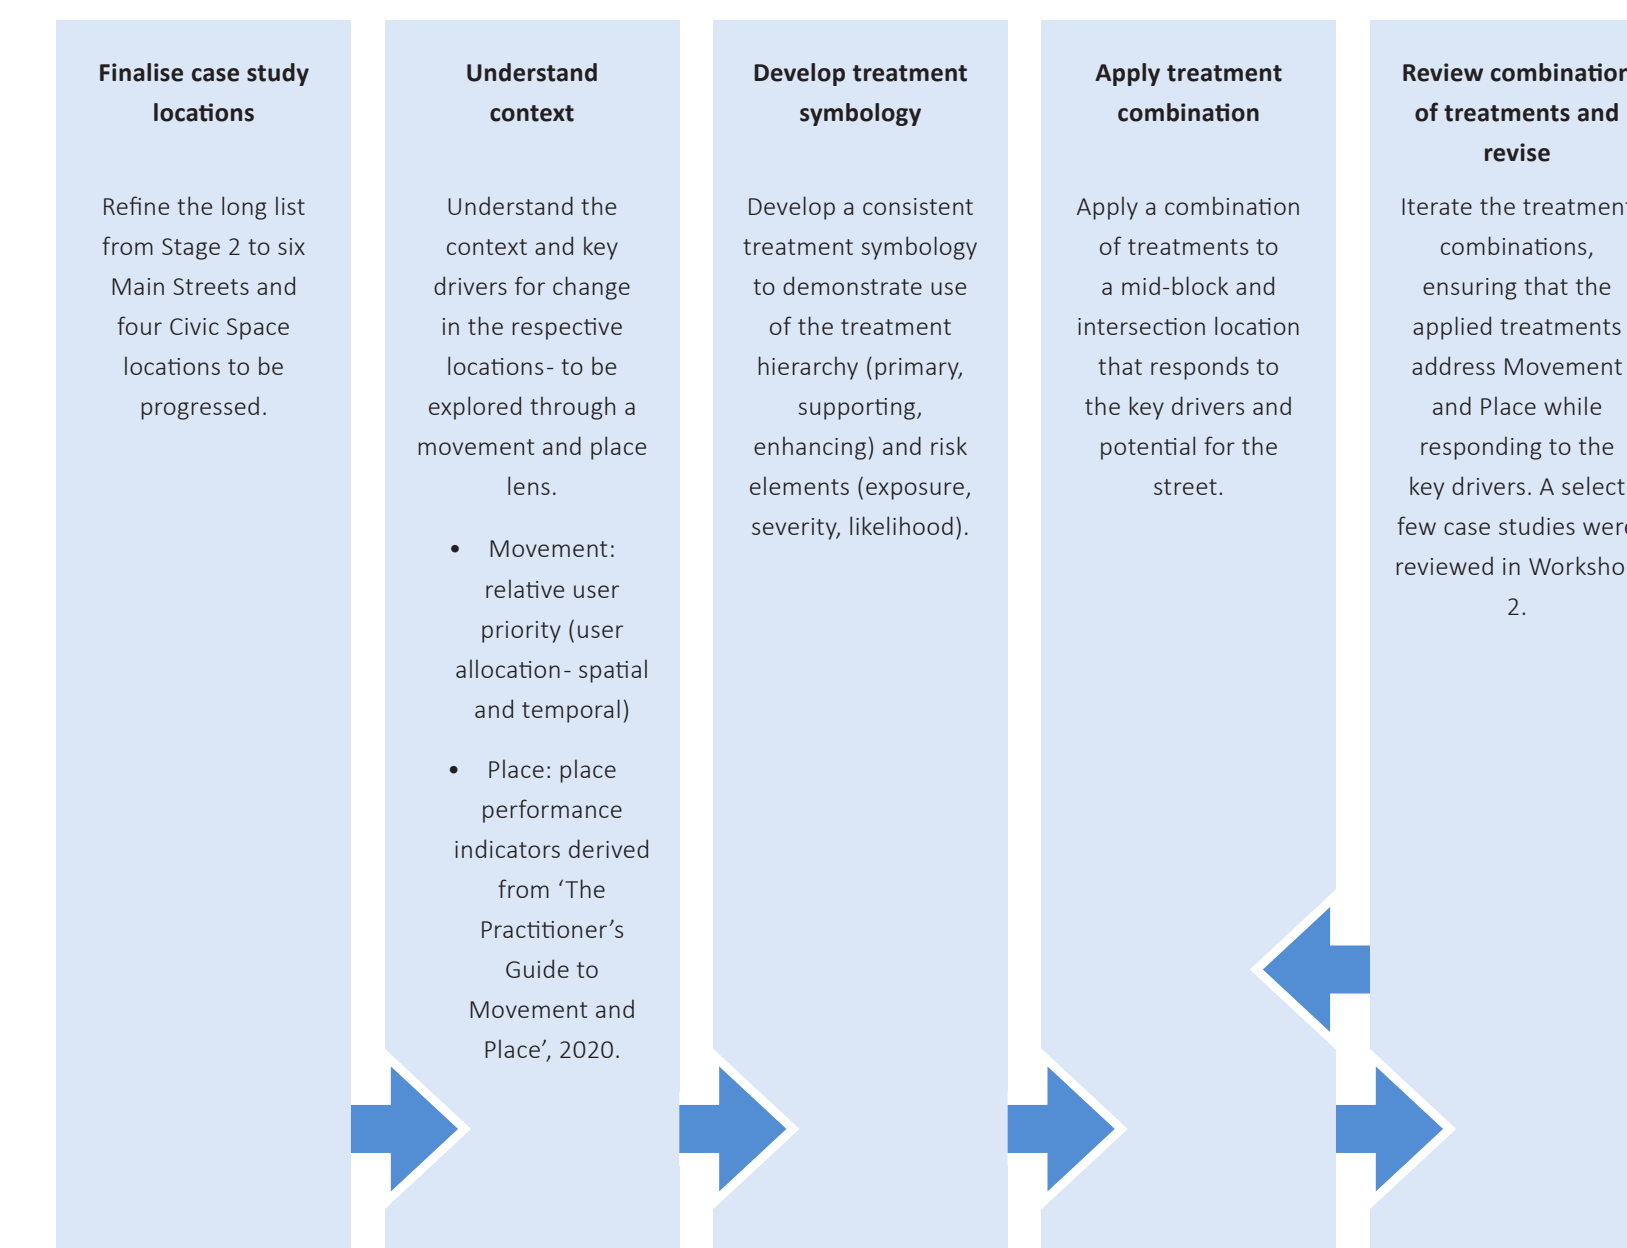 Finalise case study
locations
Refine the long list
from Stage 2 to six
Main Streets and
four Civic Space
locations to be
progressed.
Understand
context
Understand the
context and key
drivers for change
in the respective
locations- to be
explored through a
movement and place
lens.
• Movement:
relative user
priority (user
allocation- spatial
and temporal)
• Place: place
performance
indicators derived
from ‘The
Practitioner’s
Guide to
Movement and
Place’, 2020.
Develop treatment
symbology
Develop a consistent
treatment symbology
to demonstrate use
of the treatment
hierarchy (primary,
supporting,
enhancing) and risk
elements (exposure,
severity, likelihood).
Apply treatment
combination
Apply a combination
of treatments to
a mid-block and
intersection location
that responds to
the key drivers and
potential for the
street.
Review combination
of treatments and
revise
Iterate the treatment
combinations,
ensuring that the
applied treatments
address Movement
and Place while
responding to the
key drivers. A select
few case studies were
reviewed in Worksho
2.